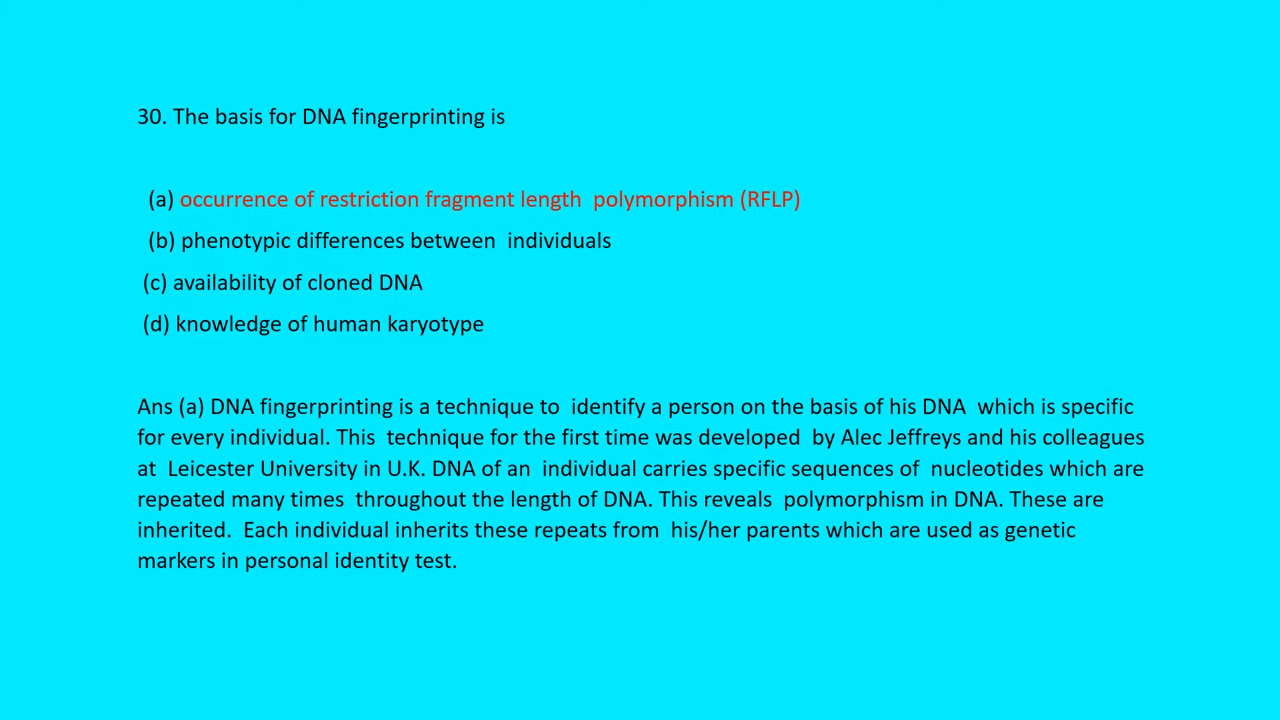 30. The basis for DNA fingerprinting is
(a) occurrence of restriction fragment length  polymorphism (RFLP)
(b) phenotypic differences between  individuals
(c) availability of cloned DNA
(d) knowledge of human karyotype
Ans (a) DNA fingerprinting is a technique to  identify a person on the basis of his DNA  which is specific
for every individual. This  technique for the first time was developed  by Alec Jeffreys and his colleagues
at  Leicester University in U.K. DNA of an  individual carries specific sequences of  nucleotides which are
repeated many times  throughout the length of DNA. This reveals  polymorphism in DNA. These are
inherited.  Each individual inherits these repeats from  his/her parents which are used as genetic
markers in personal identity test.